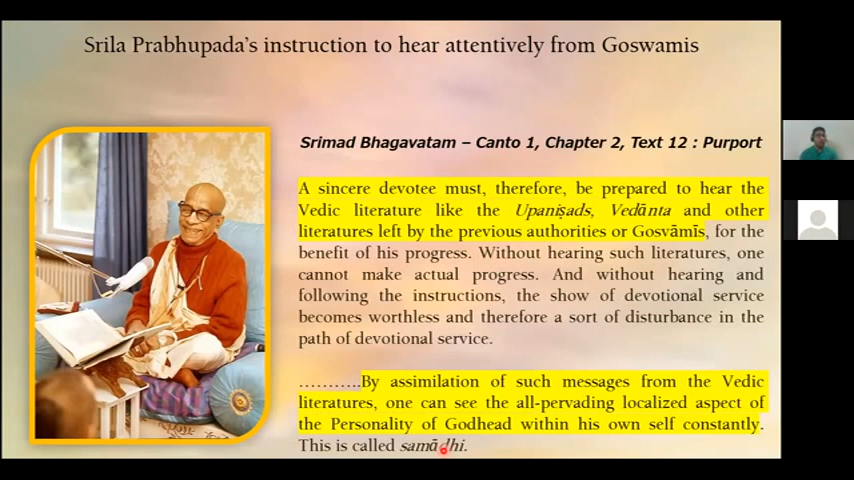 Srila Prabhupada's instruction to hear attentively from Goswamis
Srimad Bhagavatam – Canto 1, Chapter 2, Text 12 : Purport
A sincere devotee must, therefore, be prepared to hear the
Vedic literature like the Upaniṣads, Vedānta and other
literatures left by the previous authorities or Gosvāmīs, for the
benefit of his progress. Without hearing such literatures, one
cannot make actual progress. And without hearing and
following the instructions, the show of devotional service
becomes worthless and therefore a sort of disturbance in the
path of devotional service.
………..By assimilation of such messages from the Vedic
literatures, one can see the all-pervading localized aspect of
the Personality of Godhead within his own self constantly.
This is called samādhi.